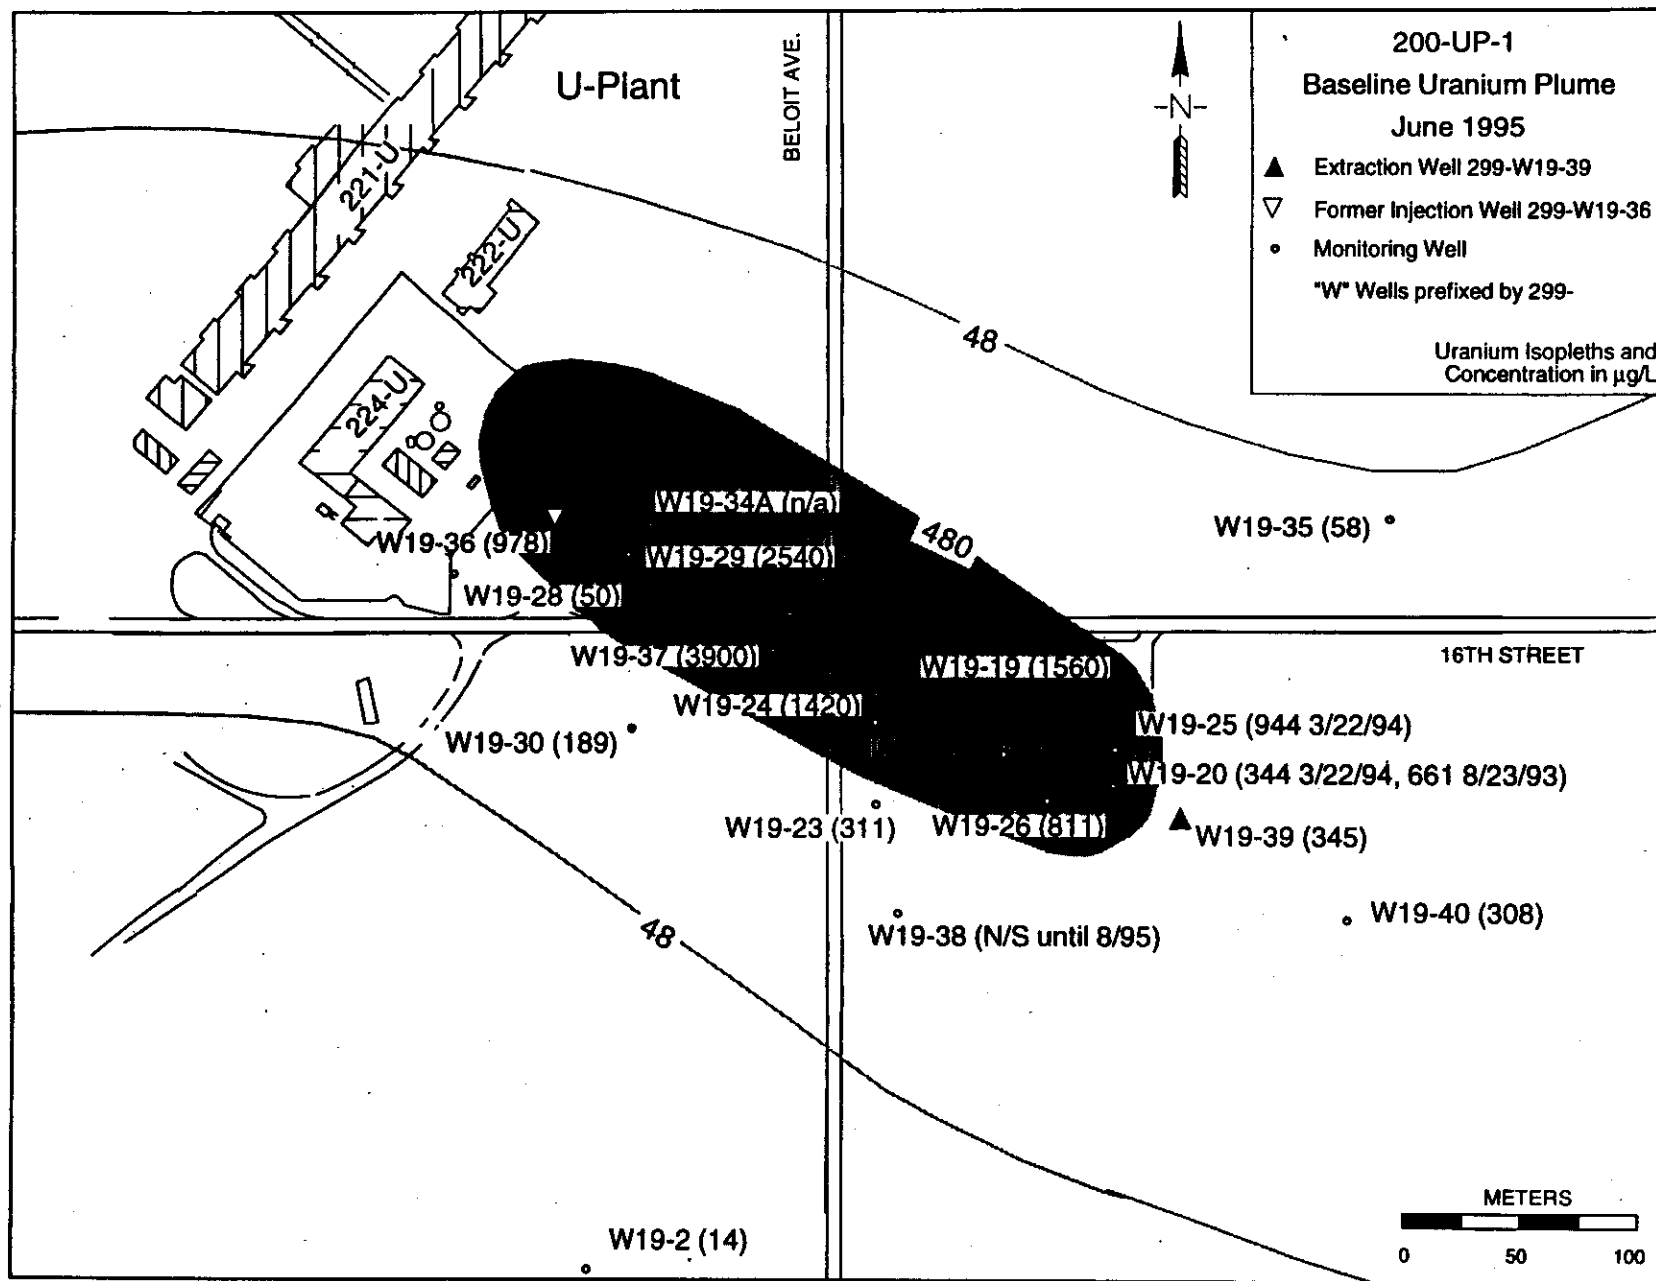 U-Plant
BELOIT AVE.
-N-
200-UP-1
Baseline Uranium Plume
June 1995
Extraction Well 299-W19-39
Former Injection Well 299-W19-36
Monitoring Well
"W" Wells prefixed by 299-
Uranium Isopleths and
Concentration in µg/L
221-U
222-U
224-U
48
W19-34A (n/a)
480
W19-35 (58)
W19-36 (978)
W19-29 (2540)
W19-28 (50)
W19-37 (3900)
W19-19 (1560)
16TH STREET
W19-24 (1420)
W19-25 (944 3/22/94)
W19-30 (189)
W19-20 (344 3/22/94, 661 8/23/93)
W19-23 (311)
W19-26 (811)
W19-39 (345)
W19-40 (308)
48
W19-38 (N/S until 8/95)
METERS
0 50 100
W19-2 (14)